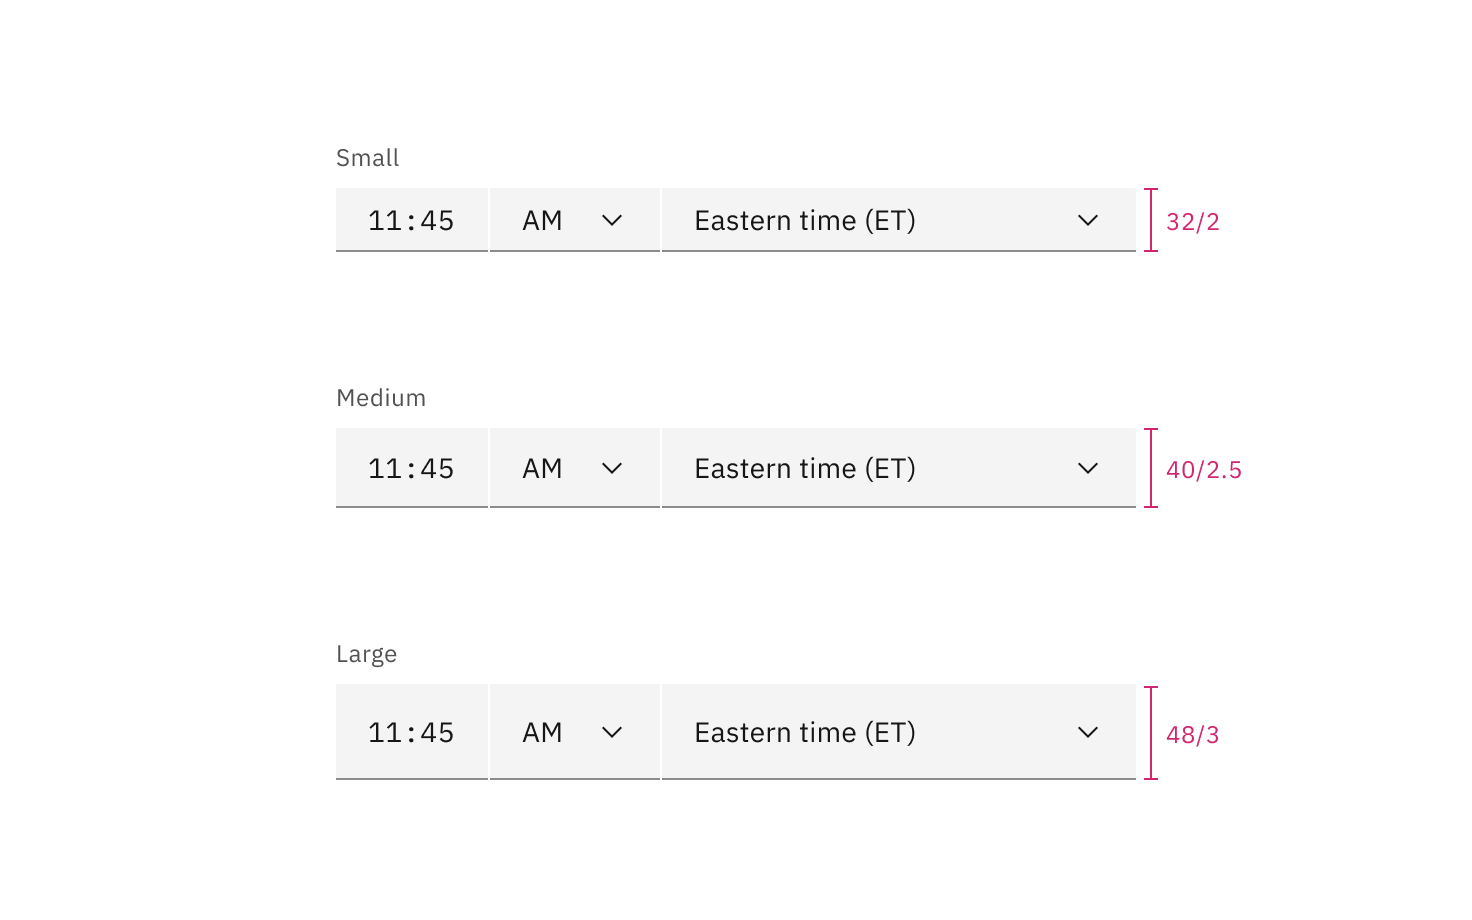 Small
11:45 AM Eastern time (ET) 32/2
Medium
11:45 AM Eastern time (ET) 40/2.5
Large
11:45 AM Eastern time (ET) 48/3